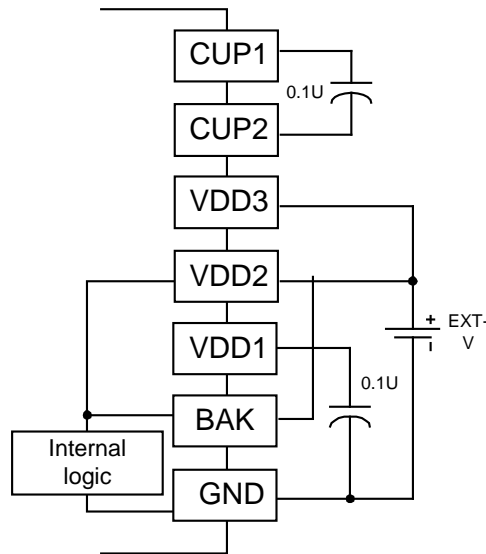 CUP1
0.1U
CUP2
VDD3
VDD2
+ EXT-
- V
VDD1
0.1U
BAK
Internal
logic
GND